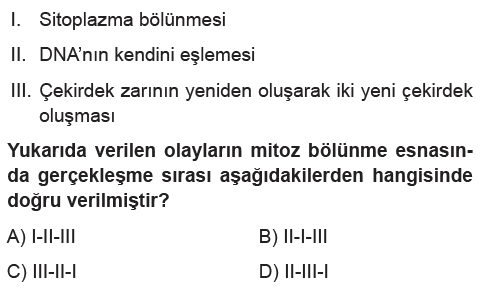 I. Sitoplazma bölünmesi
II. DNA’nın kendini eşlemesi
III. Çekirdek zarının yeniden oluşarak iki yeni çekirdek
oluşması
Yukarıda verilen olayların mitoz bölünme esnasın-
da gerçekleşme sırası aşağıdakilerden hangisinde
doğru verilmiştir?
A) I-II-III B) II-I-III
C) III-II-I D) II-III-I